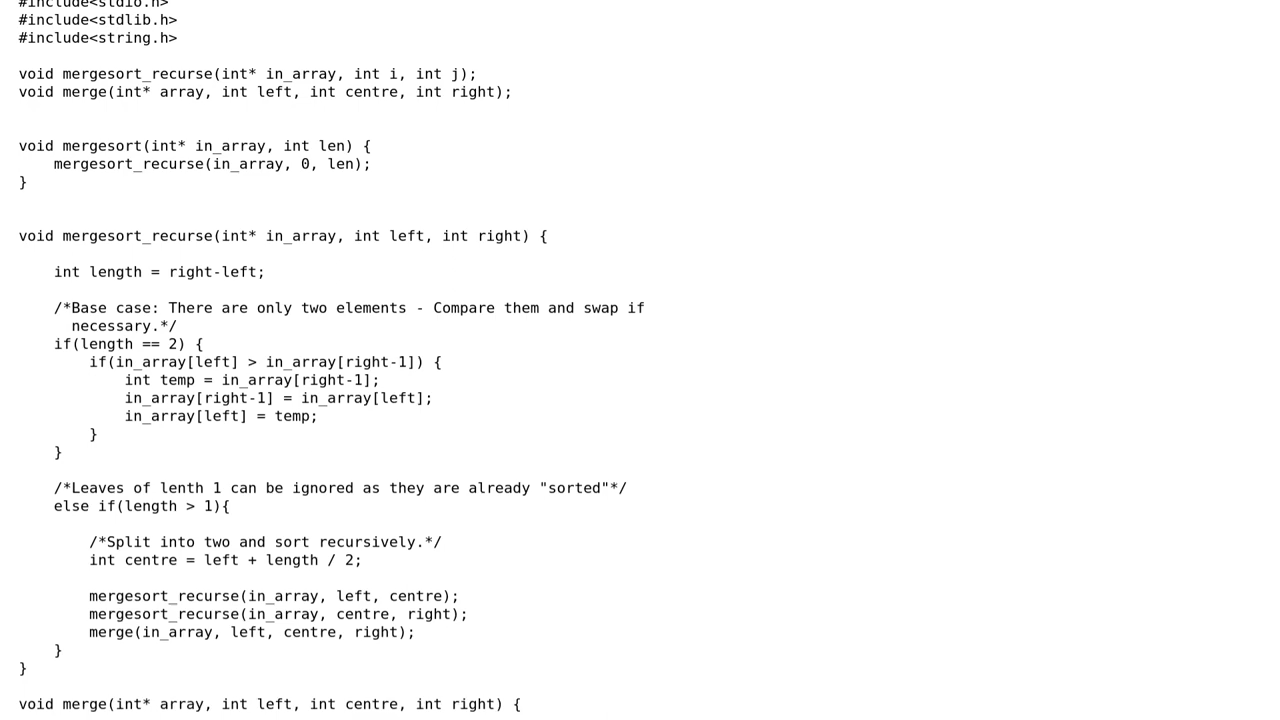 #include<stdio.h>
#include<stdlib.h>
#include<string.h>
void mergesort_recurse(int* in_array, int i, int j);
void merge(int* array, int left, int centre, int right);
void mergesort(int* in_array, int len) {
    mergesort_recurse(in_array, 0, len);
}
void mergesort_recurse(int* in_array, int left, int right) {
    int length = right-left;
    /*Base case: There are only two elements - Compare them and swap if
      necessary.*/
    if(length == 2) {
        if(in_array[left] > in_array[right-1]) {
            int temp = in_array[right-1];
            in_array[right-1] = in_array[left];
            in_array[left] = temp;
        }
    }
    /*Leaves of lenth 1 can be ignored as they are already "sorted"*/
    else if(length > 1){
        /*Split into two and sort recursively.*/
        int centre = left + length / 2;
        mergesort_recurse(in_array, left, centre);
        mergesort_recurse(in_array, centre, right);
        merge(in_array, left, centre, right);
    }
}
void merge(int* array, int left, int centre, int right) {